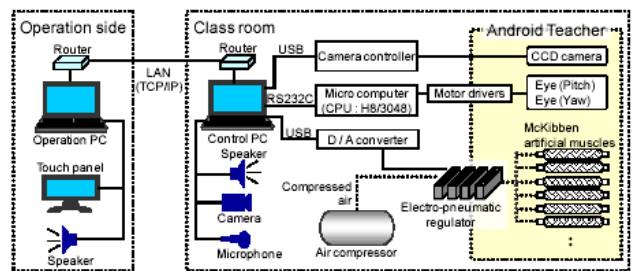 Operation side
Class room
Android Teacher
Router
Router
USB
Camera controller
CCD camera
LAN
(TCP/IP)
RS232C
Micro computer
(CPU : H8/3048)
Motor drivers
Eye (Pitch)
Eye (Yaw)
Operation PC
Control PC
USB
D / A converter
McKibben
artificial muscles
Speaker
Touch panel
Compressed
air
Camera
Electro-pneumatic
regulator
Speaker
Microphone
Air compressor